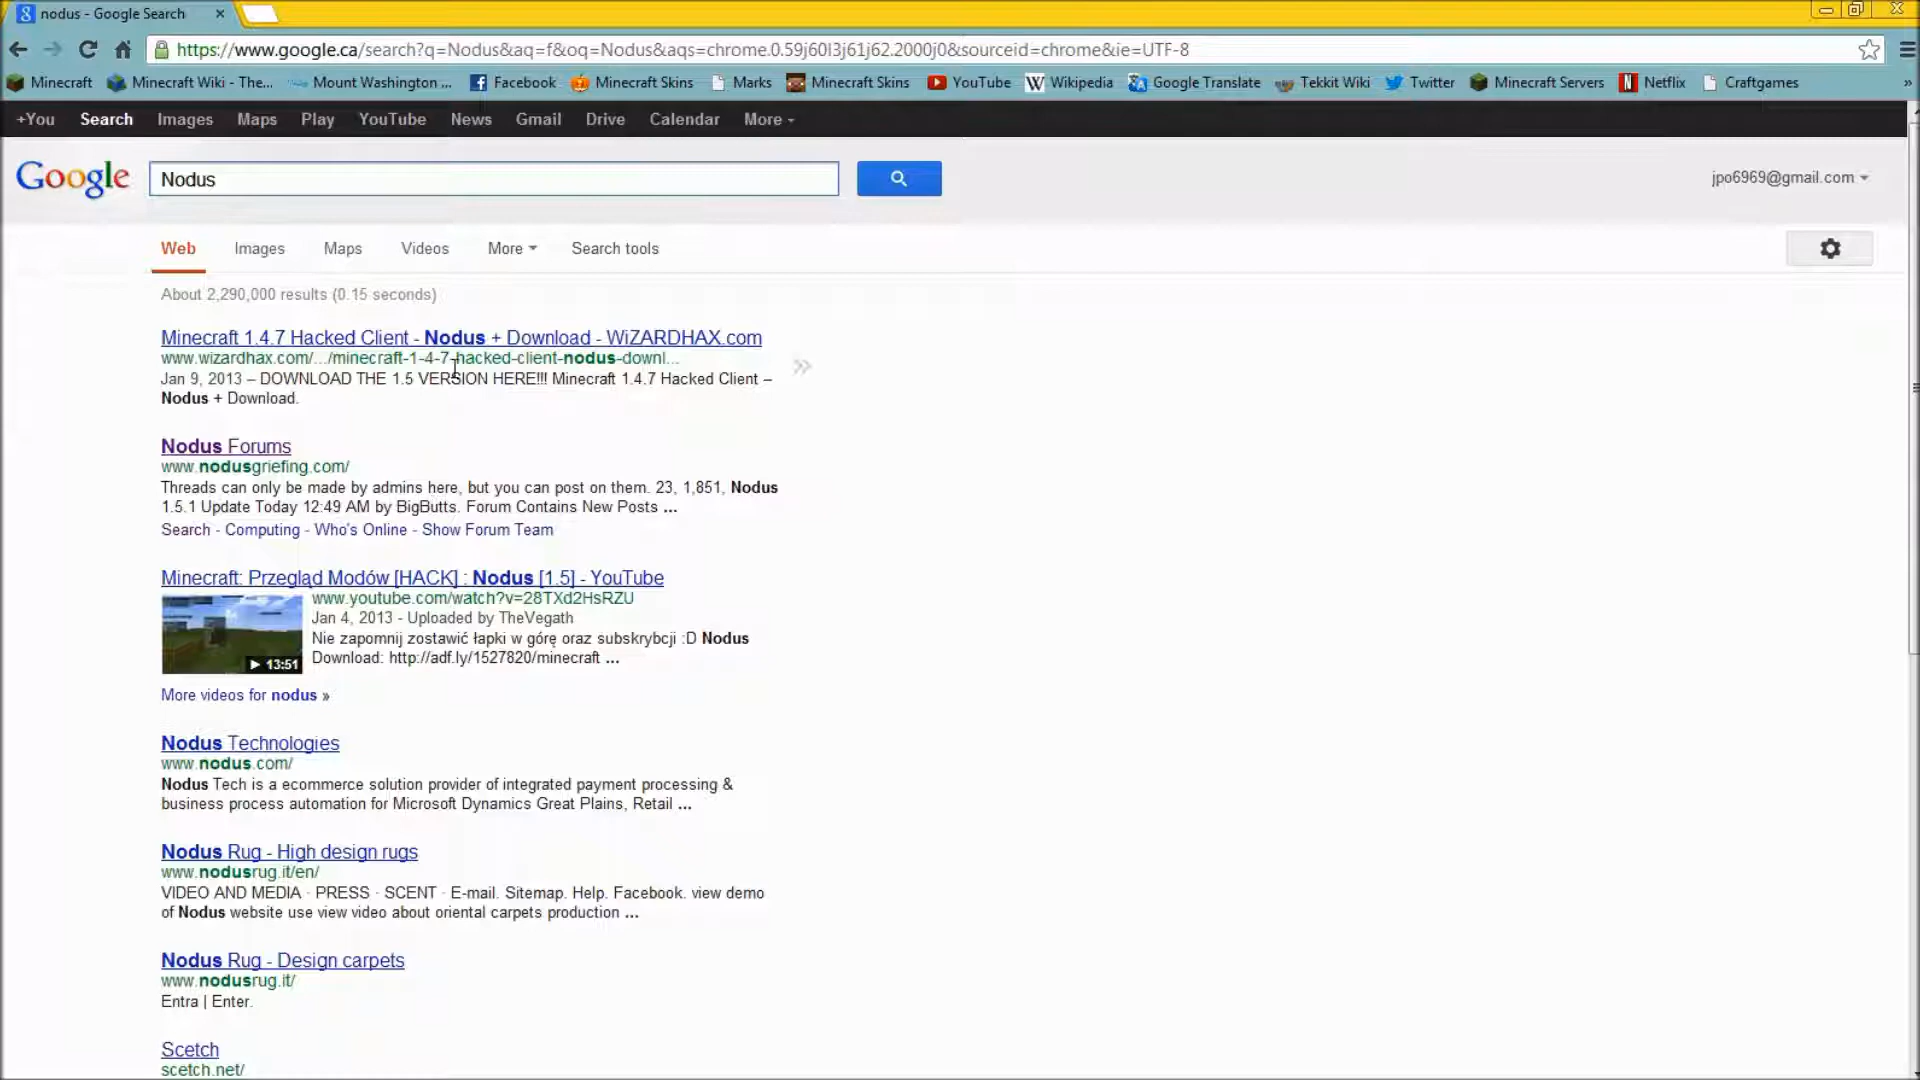 nodus - Google Search
https://www.google.ca/search?q=Nodus&aq=f&oq=Nodus&aqs=chrome.0.59j60l3j61j62.2000j0&sourceid=chrome&ie=UTF-8
Minecraft Minecraft Wiki - The... Mount Washington ... Facebook Minecraft Skins Marks Minecraft Skins YouTube Wikipedia Google Translate Tekkit Wiki Twitter Minecraft Servers Netflix Craftgames »
+You Search Images Maps Play YouTube News Gmail Drive Calendar More
Google Nodus jpo6969@gmail.com
Web Images Maps Videos More Search tools
About 2,290,000 results (0.15 seconds)
Minecraft 1.4.7 Hacked Client - Nodus + Download - WiZARDHAX.com
www.wizardhax.com/.../minecraft-1-4-7-hacked-client-nodus-downl...
Jan 9, 2013 – DOWNLOAD THE 1.5 VERSION HERE!!! Minecraft 1.4.7 Hacked Client –
Nodus + Download.
Nodus Forums
www.nodusgriefing.com/
Threads can only be made by admins here, but you can post on them. 23, 1,851, Nodus
1.5.1 Update Today 12:49 AM by BigButts. Forum Contains New Posts ...
Search - Computing - Who's Online - Show Forum Team
Minecraft: Przegląd Modów [HACK] : Nodus [1.5] - YouTube
www.youtube.com/watch?v=28TXd2HsRZU
Jan 4, 2013 - Uploaded by TheVegath
Nie zapomnij zostawić łapki w górę oraz subskrybcji :D Nodus
Download: http://adf.ly/1527820/minecraft ...
13:51
More videos for nodus »
Nodus Technologies
www.nodus.com/
Nodus Tech is a ecommerce solution provider of integrated payment processing &
business process automation for Microsoft Dynamics Great Plains, Retail ...
Nodus Rug - High design rugs
www.nodusrug.it/en/
VIDEO AND MEDIA · PRESS · SCENT · E-mail. Sitemap. Help. Facebook. view demo
of Nodus website use view video about oriental carpets production ...
Nodus Rug - Design carpets
www.nodusrug.it/
Entra | Enter.
Scetch
scetch.net/